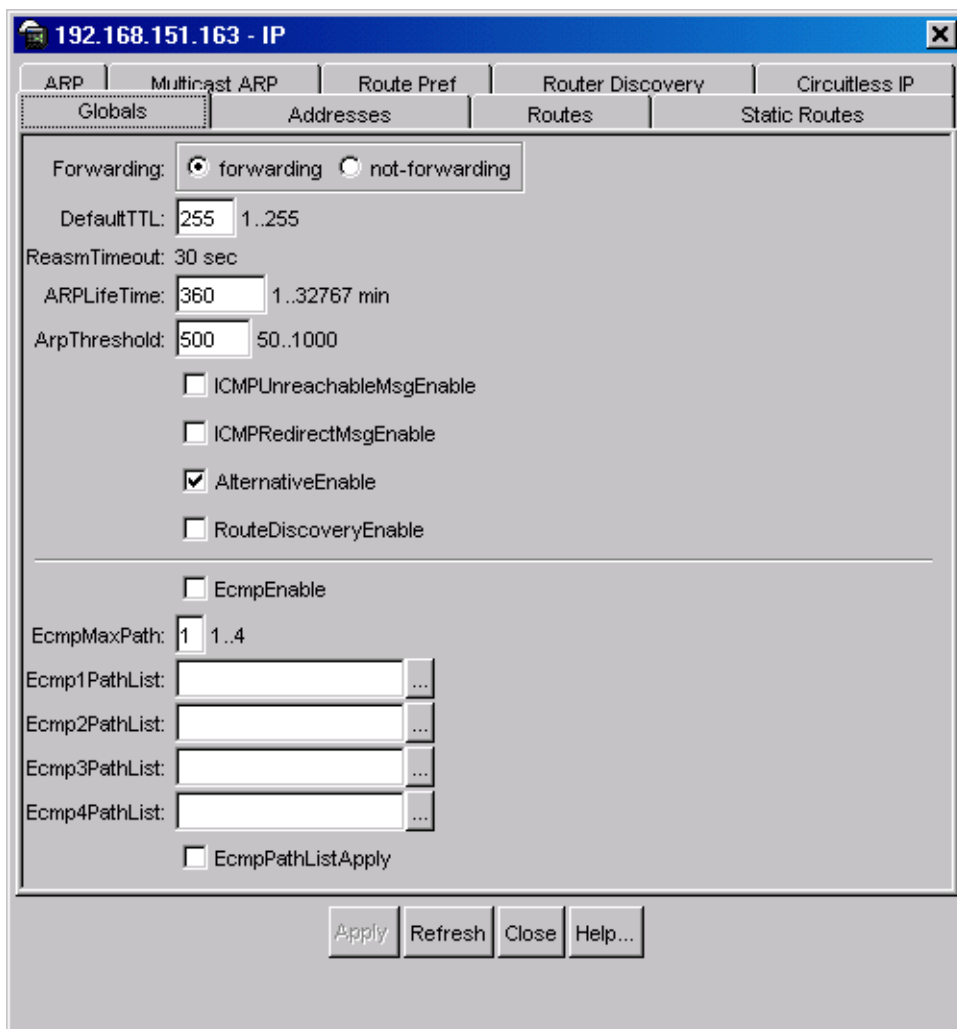 192.168.151.163 - IP
ARP Multicast ARP Route Pref Router Discovery Circuitless IP
Globals Addresses Routes Static Routes
Forwarding: forwarding not-forwarding
DefaultTTL: 255 1..255
ReasmTimeout: 30 sec
ARPLifeTime: 360 1..32767 min
ArpThreshold: 500 50..1000
ICMPUnreachableMsgEnable
ICMPRedirectMsgEnable
AlternativeEnable
RouteDiscoveryEnable
EcmpEnable
EcmpMaxPath: 1 1..4
Ecmp1PathList: ...
Ecmp2PathList: ...
Ecmp3PathList: ...
Ecmp4PathList: ...
EcmpPathListApply
Apply Refresh Close Help...